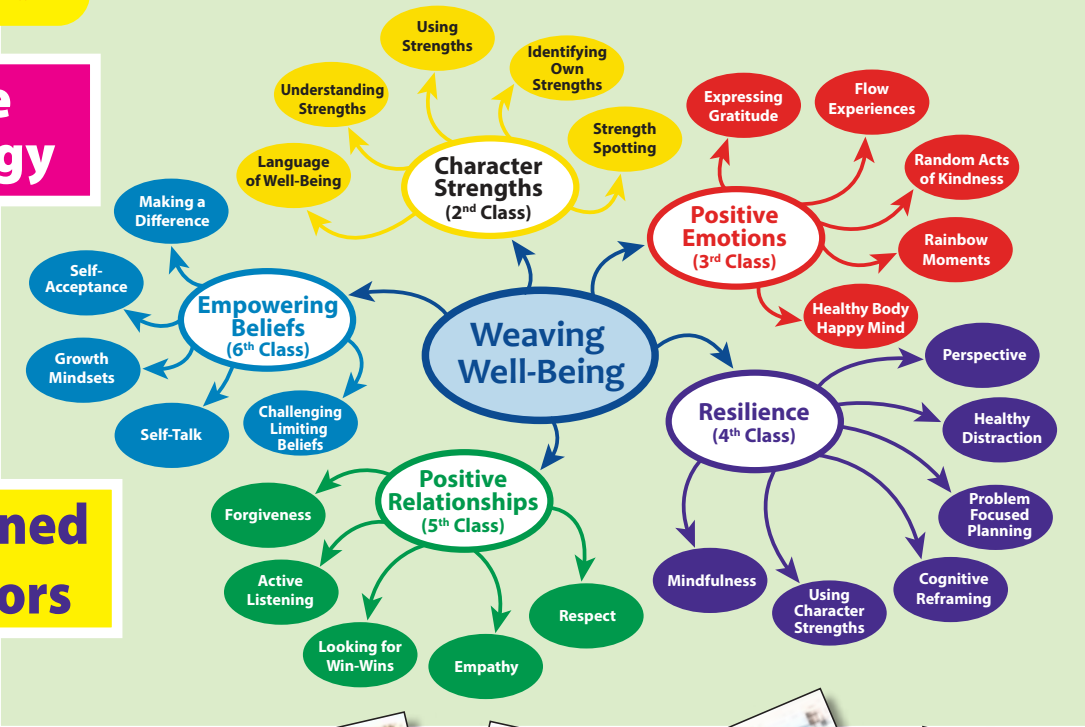 e
gy
ned
ors
Weaving
Well-Being
Character
Strengths
(2nd Class)
Language
of Well-Being
Understanding
Strengths
Using
Strengths
Identifying
Own
Strengths
Strength
Spotting
Positive
Emotions
(3rd Class)
Expressing
Gratitude
Flow
Experiences
Random Acts
of Kindness
Rainbow
Moments
Healthy Body
Happy Mind
Resilience
(4th Class)
Perspective
Healthy
Distraction
Problem
Focused
Planning
Cognitive
Reframing
Using
Character
Strengths
Mindfulness
Positive
Relationships
(5th Class)
Respect
Empathy
Looking for
Win-Wins
Active
Listening
Forgiveness
Empowering
Beliefs
(6th Class)
Challenging
Limiting
Beliefs
Self-Talk
Growth
Mindsets
Self-
Acceptance
Making a
Difference